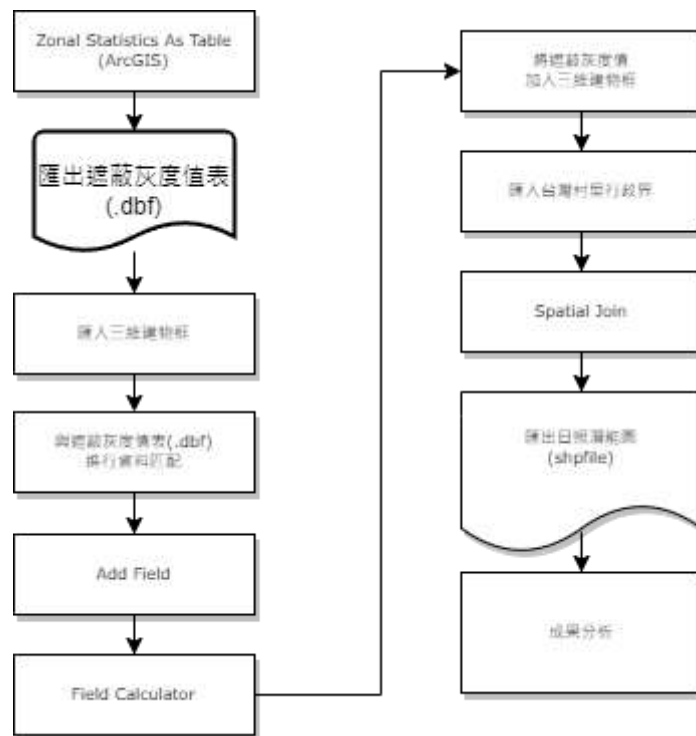 Zonal Statistics As Table
(ArcGIS)
匯出遮蔽灰度值表
(.dbf)
匯入三維建物框
與遮蔽灰度值表(.dbf)
進行資料匹配
Add Field
Field Calculator
將遮蔽灰度值
加入三維建物框
匯入台灣村里行政界
Spatial Join
匯出日照潛能圖
(shpfile)
成果分析